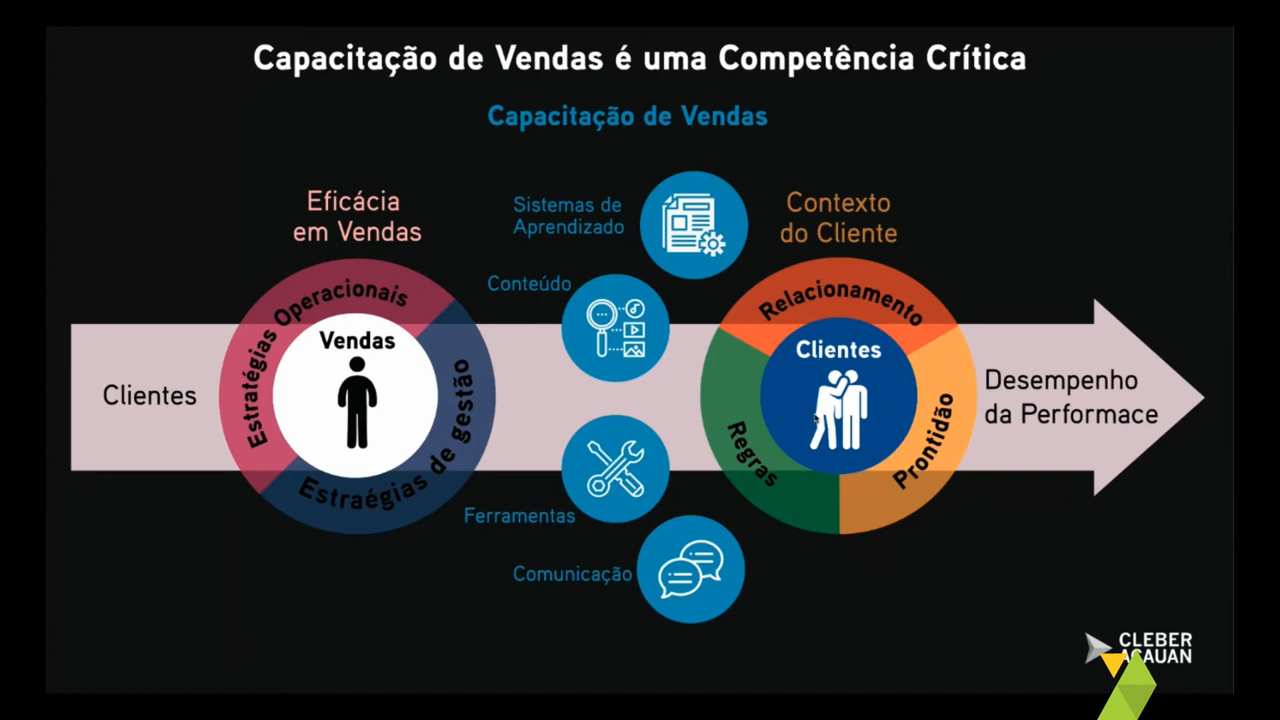 Capacitação de Vendas é uma Competência Crítica
Capacitação de Vendas
Eficácia
em Vendas
Estratégias Operacionais
Vendas
Estraégias de gestão
Clientes
Sistemas de
Aprendizado
Conteúdo
Ferramentas
Comunicação
Contexto
do Cliente
Relacionamento
Clientes
Regras
Prontidão
Desempenho
da Performace
CLEBER
ACAUAN